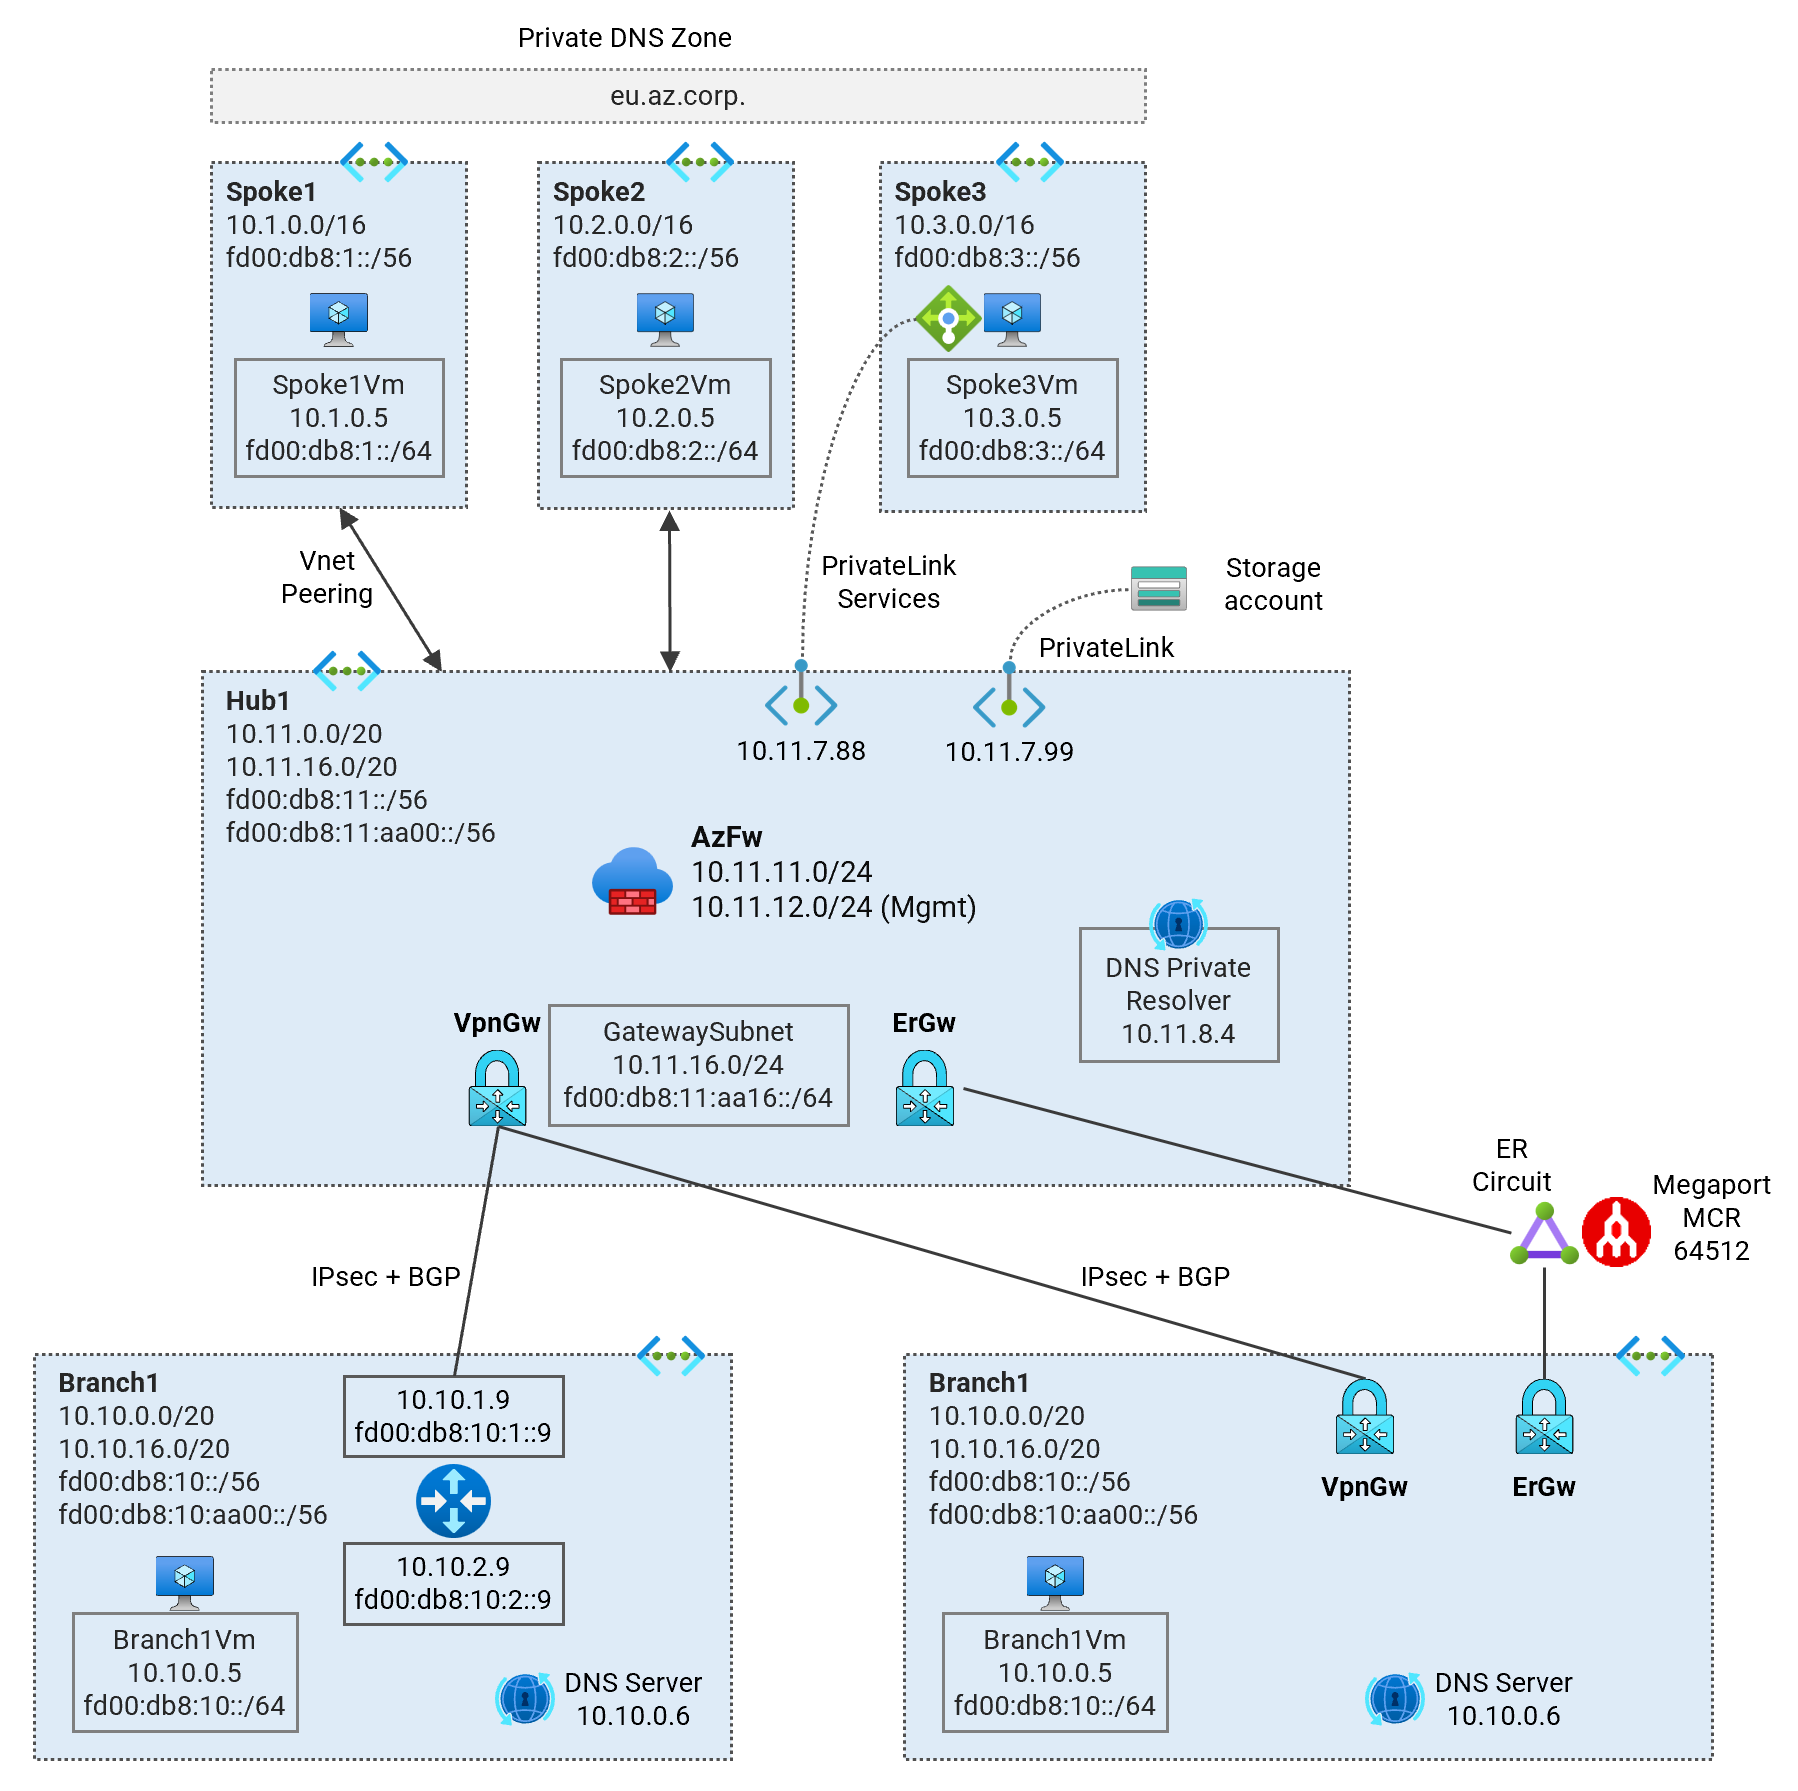 Private DNS Zone
eu.az.corp.
Spoke1
10.1.0.0/16
fd00:db8:1::/56
Spoke1Vm
10.1.0.5
fd00:db8:1::/64
Spoke2
10.2.0.0/16
fd00:db8:2::/56
Spoke2Vm
10.2.0.5
fd00:db8:2::/64
Spoke3
10.3.0.0/16
fd00:db8:3::/56
Spoke3Vm
10.3.0.5
fd00:db8:3::/64
Vnet
Peering
PrivateLink
Services
Storage
account
PrivateLink
Hub1
10.11.0.0/20
10.11.16.0/20
fd00:db8:11::/56
fd00:db8:11:aa00::/56
10.11.7.88
10.11.7.99
AzFw
10.11.11.0/24
10.11.12.0/24 (Mgmt)
DNS Private
Resolver
10.11.8.4
VpnGw
GatewaySubnet
10.11.16.0/24
fd00:db8:11:aa16::/64
ErGw
ER
Circuit
Megaport
MCR
64512
IPsec + BGP
IPsec + BGP
Branch1
10.10.0.0/20
10.10.16.0/20
fd00:db8:10::/56
fd00:db8:10:aa00::/56
10.10.1.9
fd00:db8:10:1::9
10.10.2.9
fd00:db8:10:2::9
Branch1Vm
10.10.0.5
fd00:db8:10::/64
DNS Server
10.10.0.6
Branch1
10.10.0.0/20
10.10.16.0/20
fd00:db8:10::/56
fd00:db8:10:aa00::/56
VpnGw
ErGw
Branch1Vm
10.10.0.5
fd00:db8:10::/64
DNS Server
10.10.0.6